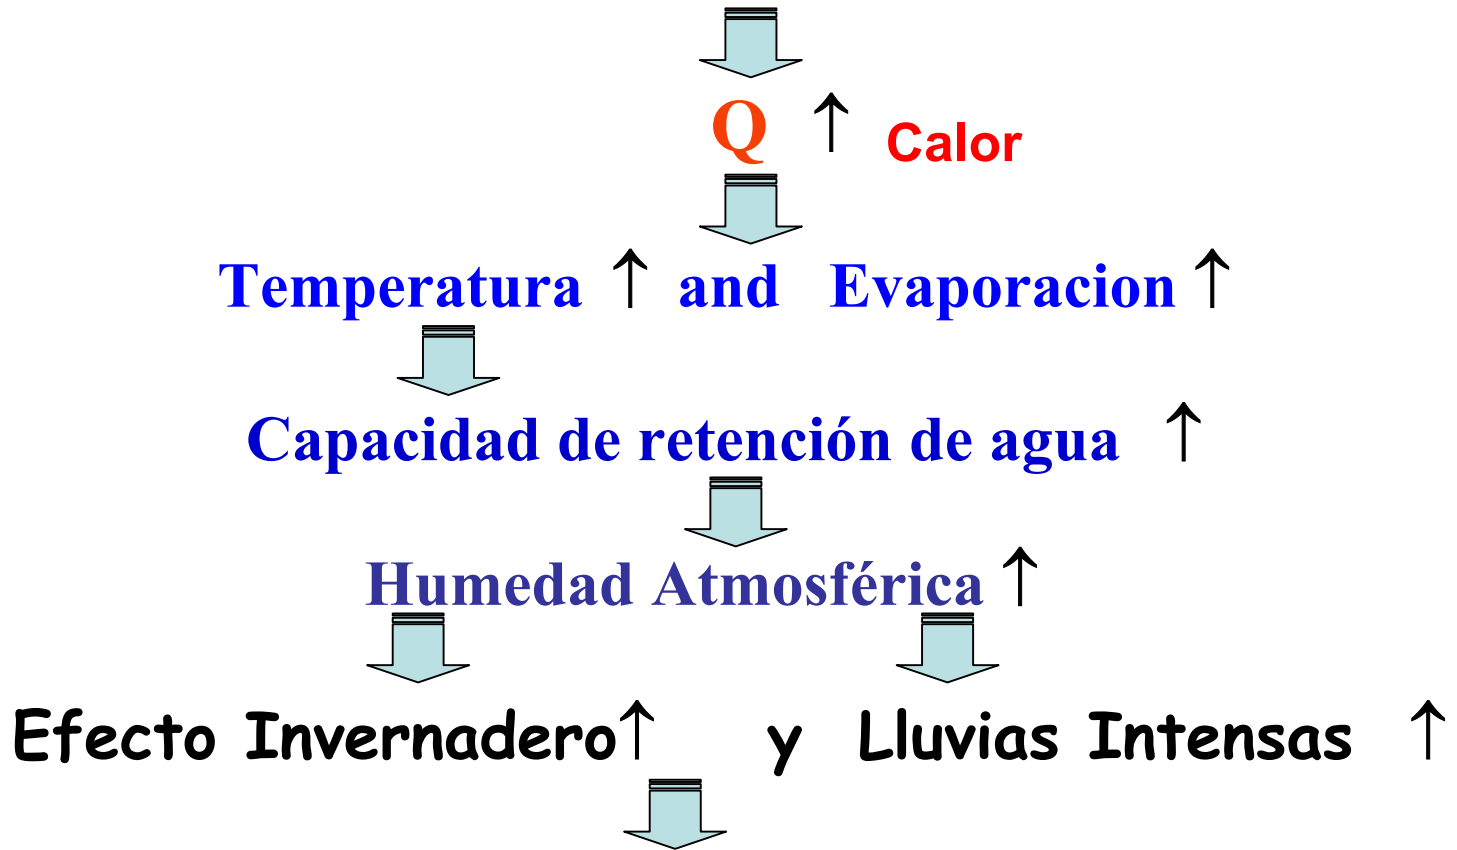 Q ↑ Calor
Temperatura ↑ and Evaporacion ↑
Capacidad de retención de agua ↑
Humedad Atmosférica ↑
Efecto Invernadero↑ y Lluvias Intensas ↑